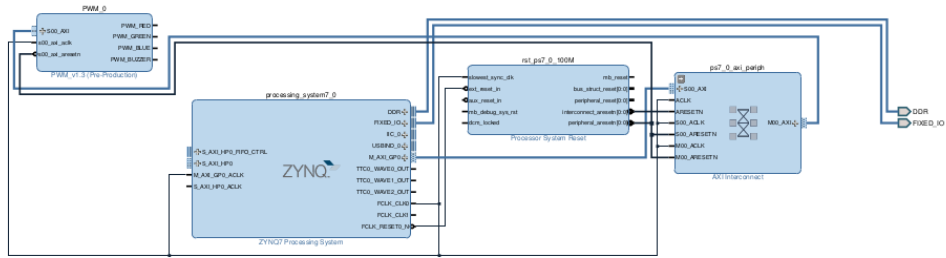 PWM_0
S00_AXI
s00_axi_aclk
s00_axi_aresetn
PWM_RED
PWM_GREEN
PWM_BLUE
PWM_BUZZER
PWM_v1.3 (Pre-Production)
processing_system7_0
S_AXI_HP0_FIFO_CTRL
S_AXI_HP0
M_AXI_GP0_ACLK
S_AXI_HP0_ACLK
ZYNQ
DDR
FIXED_IO
IIC_0
USBIND_0
M_AXI_GP0
TTC0_WAVE0_OUT
TTC0_WAVE1_OUT
TTC0_WAVE2_OUT
FCLK_CLK0
FCLK_CLK1
FCLK_RESET0_N
ZYNQ7 Processing System
rst_ps7_0_100M
slowest_sync_clk
ext_reset_in
aux_reset_in
mb_debug_sys_rst
dcm_locked
mb_reset
bus_struct_reset[0:0]
peripheral_reset[0:0]
interconnect_aresetn[0:0]
peripheral_aresetn[0:0]
Processor System Reset
ps7_0_axi_periph
S00_AXI
ACLK
ARESETN
S00_ACLK
S00_ARESETN
M00_ACLK
M00_ARESETN
M00_AXI
AXI Interconnect
DDR
FIXED_IO